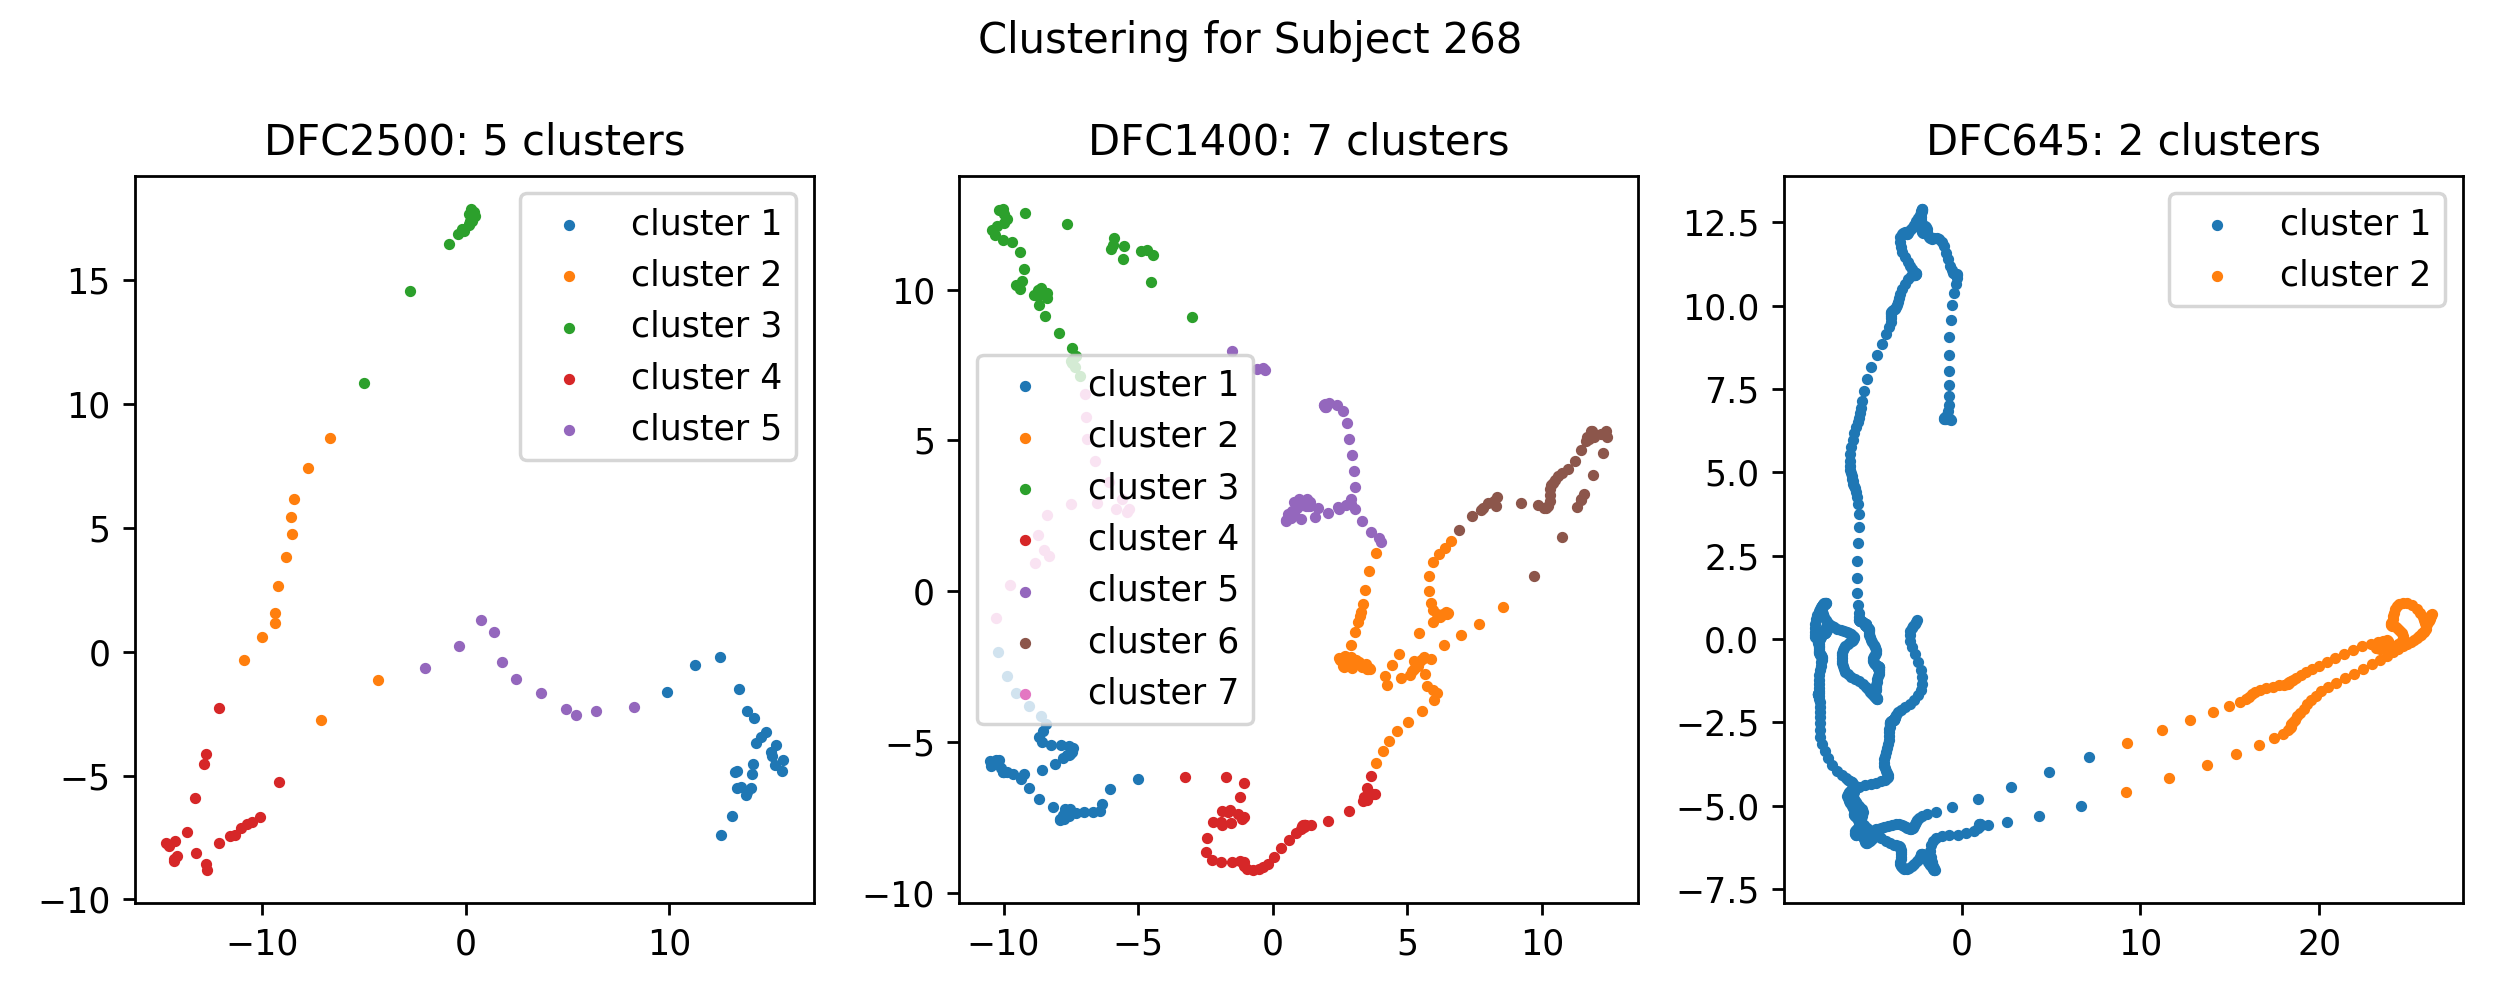 Clustering for Subject 268
DFC2500: 5 clusters
15
10
5
0
−5
−10
−10 0 10
cluster 1
cluster 2
cluster 3
cluster 4
cluster 5
DFC1400: 7 clusters
10
5
0
−5
−10
−10 −5 0 5 10
cluster 1
cluster 2
cluster 3
cluster 4
cluster 5
cluster 6
cluster 7
DFC645: 2 clusters
12.5
10.0
7.5
5.0
2.5
0.0
−2.5
−5.0
−7.5
0 10 20
cluster 1
cluster 2